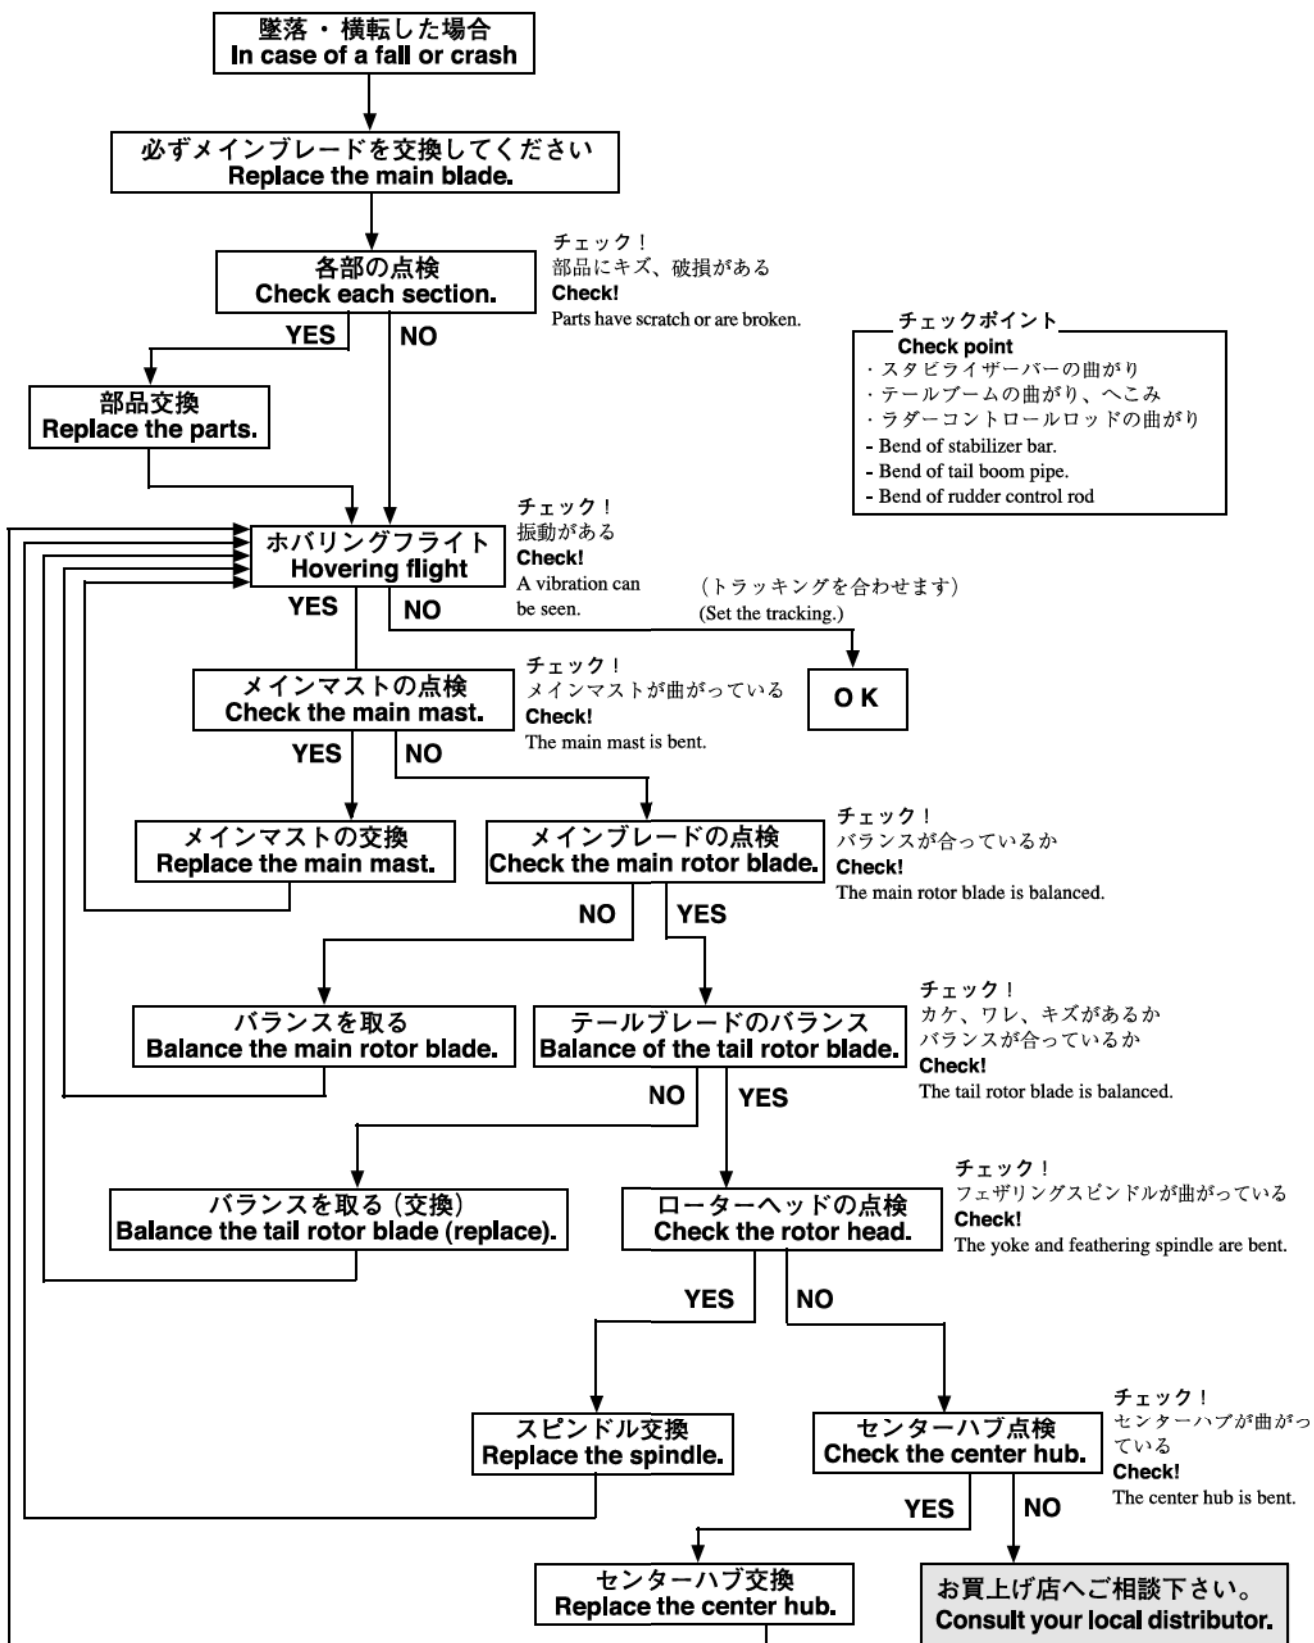 墜落・横転した場合
In case of a fall or crash
必ずメインブレードを交換してください
Replace the main blade.
各部の点検
Check each section.
チェック！
部品にキズ、破損がある
Check!
Parts have scratch or are broken.
YES
NO
チェックポイント
Check point
・スタビライザーバーの曲がり
・テールブームの曲がり、へこみ
・ラダーコントロールロッドの曲がり
- Bend of stabilizer bar.
- Bend of tail boom pipe.
- Bend of rudder control rod
部品交換
Replace the parts.
ホバリングフライト
Hovering flight
チェック！
振動がある
Check!
A vibration can
be seen.
YES
NO
（トラッキングを合わせます）
(Set the tracking.)
O K
メインマストの点検
Check the main mast.
チェック！
メインマストが曲がっている
Check!
The main mast is bent.
YES
NO
メインマストの交換
Replace the main mast.
メインブレードの点検
Check the main rotor blade.
チェック！
バランスが合っているか
Check!
The main rotor blade is balanced.
NO
YES
バランスを取る
Balance the main rotor blade.
テールブレードのバランス
Balance of the tail rotor blade.
チェック！
カケ、ワレ、キズがあるか
バランスが合っているか
Check!
The tail rotor blade is balanced.
NO
YES
バランスを取る（交換）
Balance the tail rotor blade (replace).
ローターヘッドの点検
Check the rotor head.
チェック！
フェザリングスピンドルが曲がっている
Check!
The yoke and feathering spindle are bent.
YES
NO
スピンドル交換
Replace the spindle.
センターハブ点検
Check the center hub.
チェック！
センターハブが曲がっ
ている
Check!
The center hub is bent.
YES
NO
センターハブ交換
Replace the center hub.
お買上げ店へご相談下さい。
Consult your local distributor.